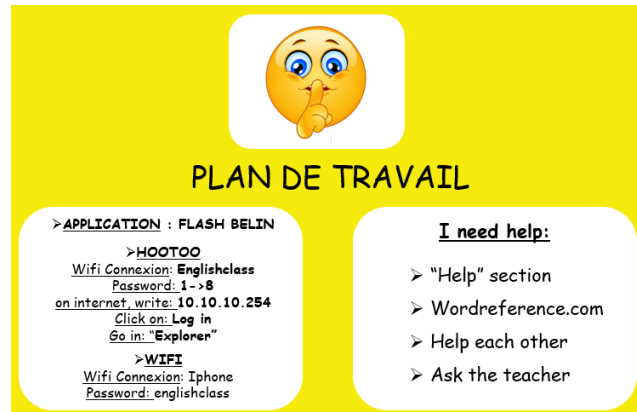 PLAN DE TRAVAIL
➢APPLICATION : FLASH BELIN
➢HOOTOO
Wifi Connexion: Englishclass
Password: 1->8
on internet, write: 10.10.10.254
Click on: Log in
Go in: “Explorer”
➢WIFI
Wifi Connexion: Iphone
Password: englishclass
I need help:
➢ “Help” section
➢ Wordreference.com
➢ Help each other
➢ Ask the teacher